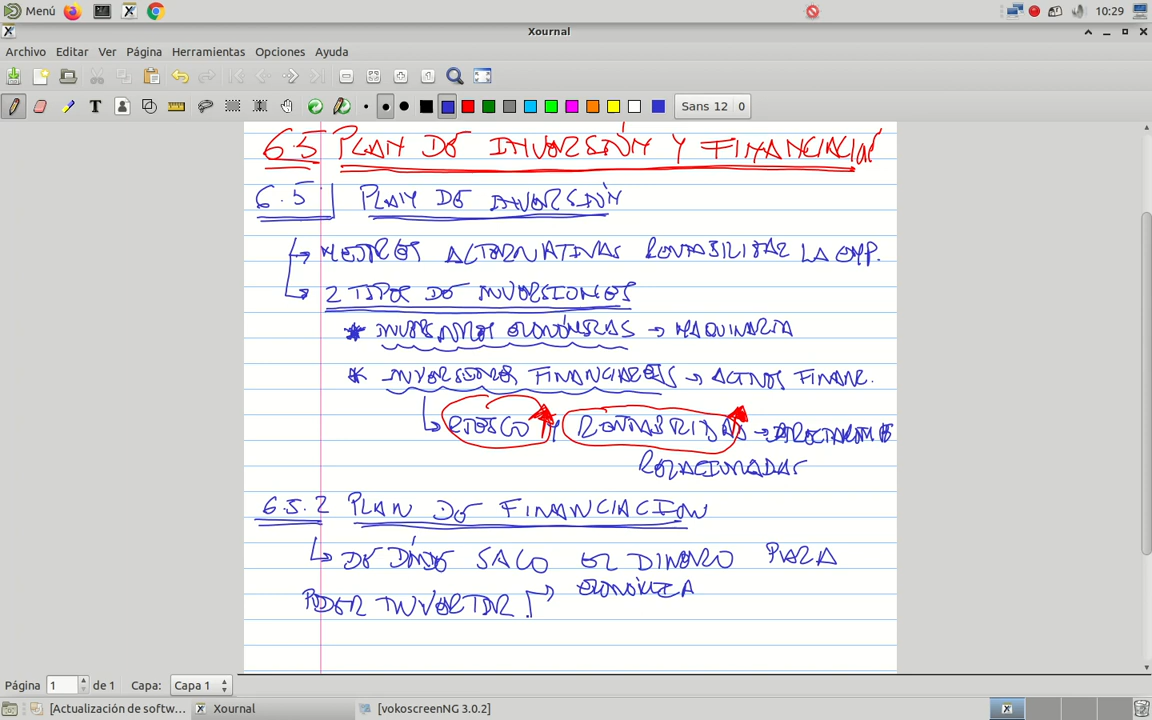 Menú 10:29
Xournal
Archivo Editar Ver Página Herramientas Opciones Ayuda
Sans 12 0
6.5 PLAN DE INVERSIÓN Y FINANCIACIÓN
6.5.1 PLAN DE INVERSIÓN
MEJORES ALTERNATIVAS RENTABILIZAR LA EMP.
2 TIPOS DE INVERSIONES
* INVERSIONES ECONÓMICAS → MAQUINARIA
* INVERSIONES FINANCIERAS → ACTIVOS FINANC.
RIESGO Y RENTABILIDAD → DIRECTAMENTE
RELACIONADAS
6.5.2 PLAN DE FINANCIACION
DE DÓNDE SACO EL DINERO PARA
PODER INVERTIR ECONÓMICA
Página 1 de 1 Capa: Capa 1
[Actualización de softw... Xournal [vokoscreenNG 3.0.2]